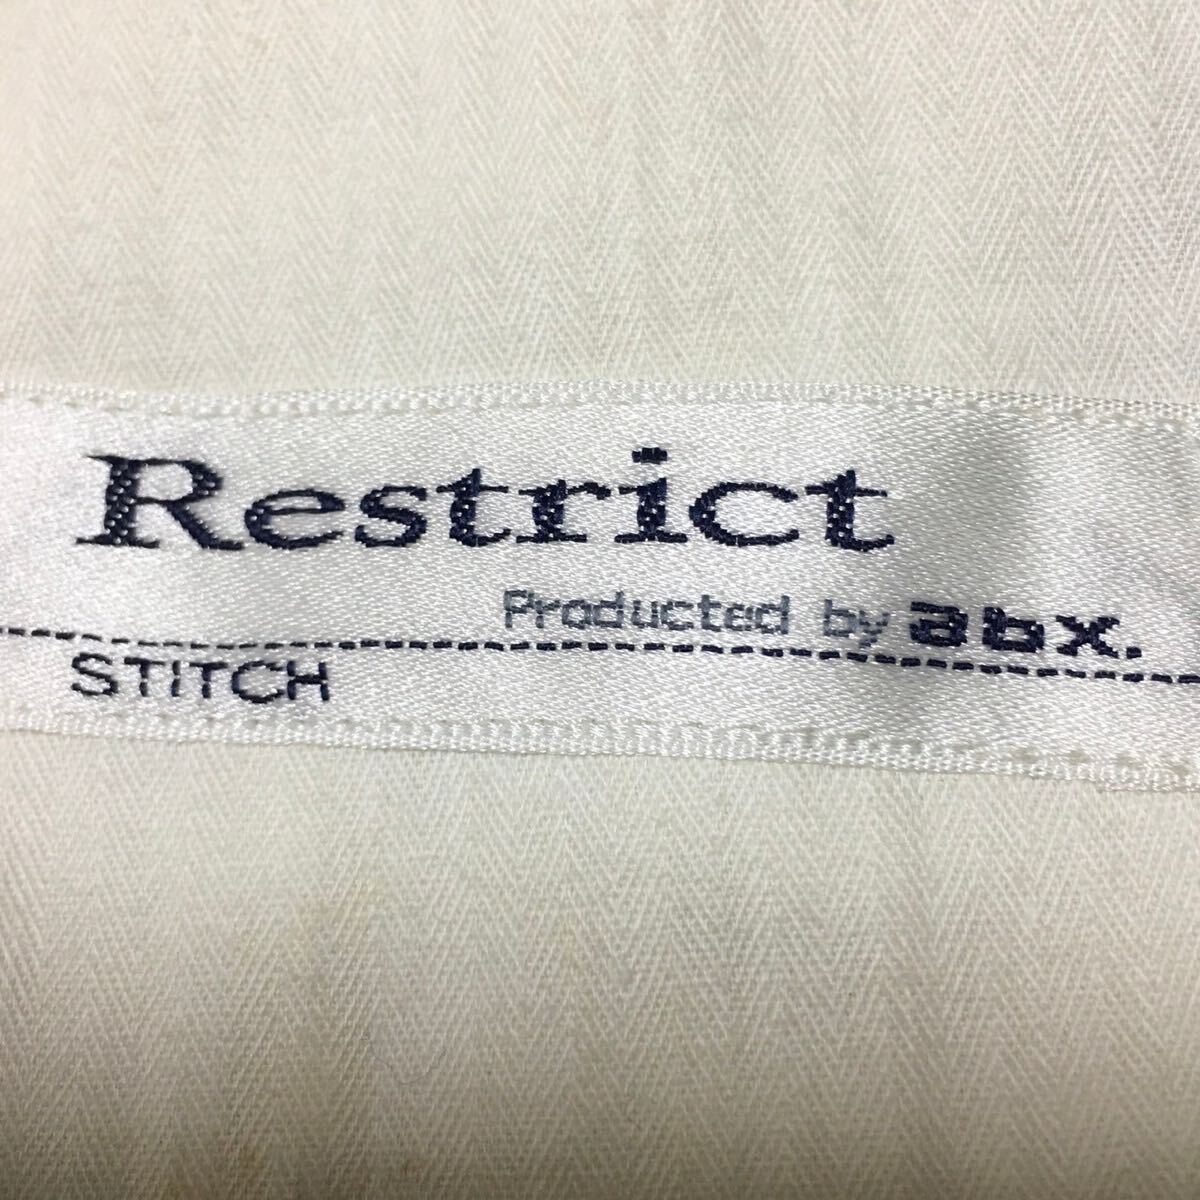 Restrict
Producted by abx.
STITCH